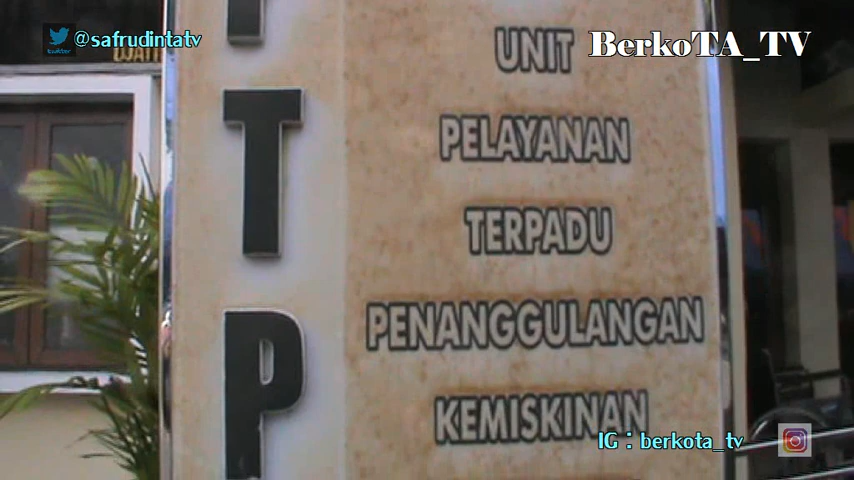 @safrudintatv
BerkoTA_TV
UNIT
PELAYANAN
TERPADU
PENANGGULANGAN
KEMISKINAN
T
P
IG : berkota_tv